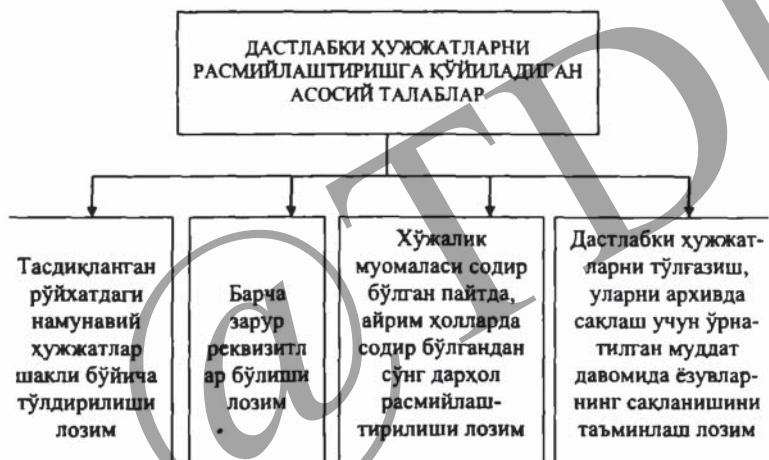 ДАСТЛАБКИ ҲУЖЖАТЛАРНИ
РАСМИЙЛАШТИРИШГА ҚЎЙИЛАДИГАН
АСОСИЙ ТАЛАБЛАР
Тасдиқланган
рўйхатдаги
намунавий
ҳужжатлар
шакли бўйича
тўлдирилиши
лозим
Барча
зарур
реквизитл
ар бўлиши
лозим
Хўжалик
муомаласи содир
бўлган пайтда,
айрим ҳолларда
содир бўлгандан
сўнг дарҳол
расмийлаш-
тирилиши лозим
Дастлабки ҳужжат-
ларни тўлғазиш,
уларни архивда
сақлаш учун ўрна-
тилган муддат
давомида ёзувлар-
нинг сақланишини
таъминлаш лозим